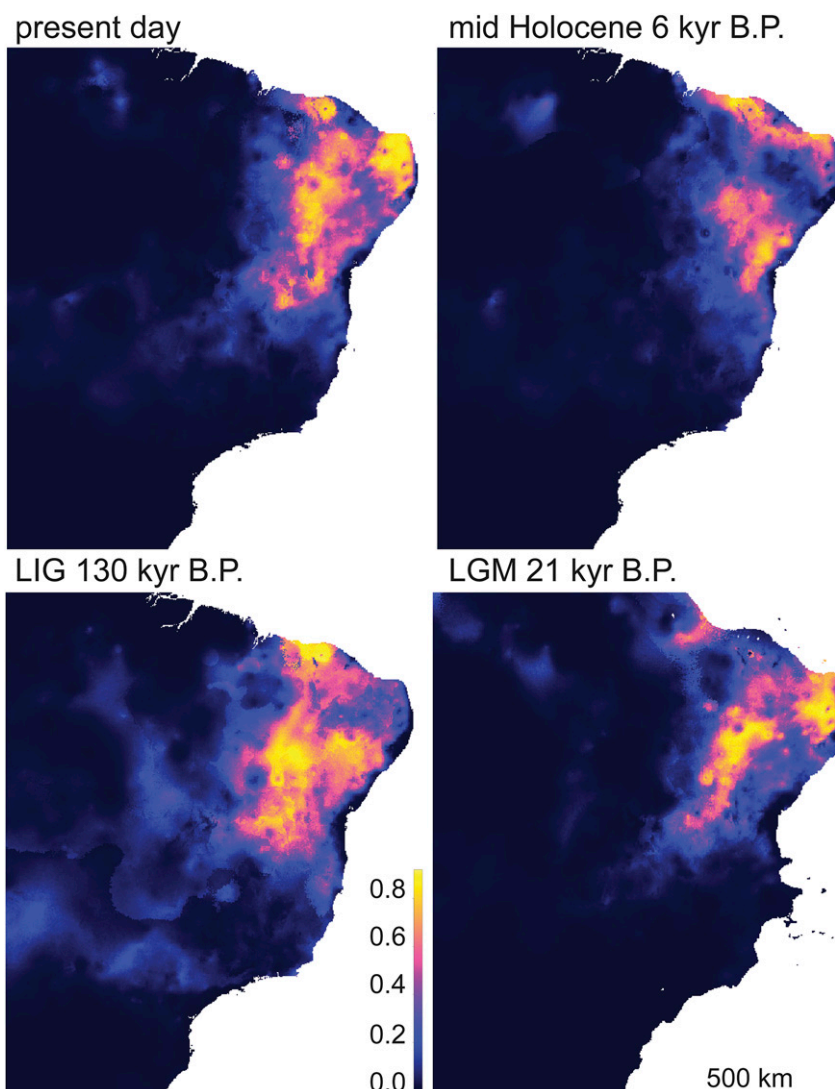 present day
mid Holocene 6 kyr B.P.
LIG 130 kyr B.P.
LGM 21 kyr B.P.
0.8
0.6
0.4
0.2
0.0
500 km